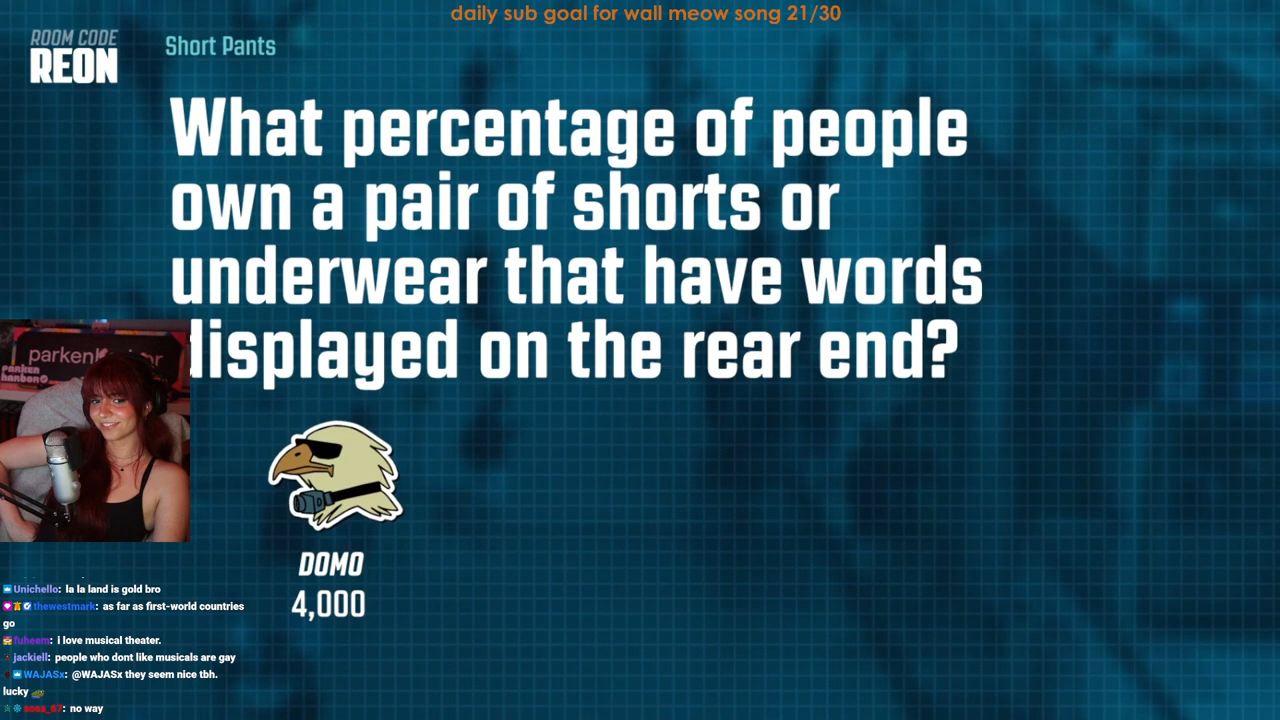 daily sub goal for wall meow song 21/30
ROOM CODE
REON
Short Pants
What percentage of people
own a pair of shorts or
underwear that have words
displayed on the rear end?
DOMO
4,000
Unichello: la la land is gold bro
thewestmark: as far as first-world countries
go
fuheem: i love musical theater.
jackiell: people who dont like musicals are gay
WAJASx: @WAJASx they seem nice tbh.
lucky
no way